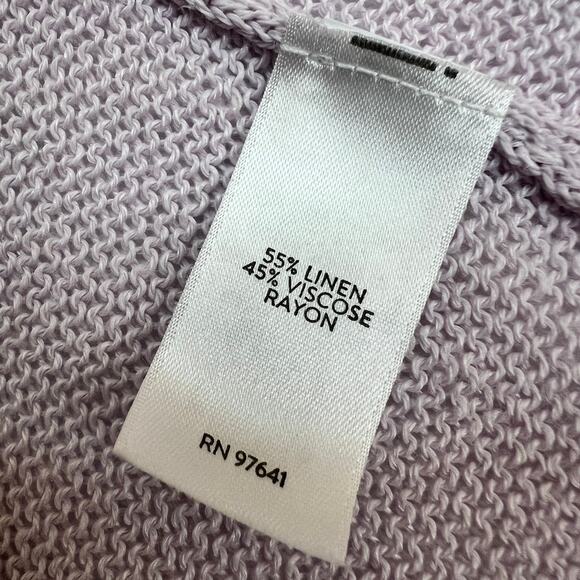 55% LINEN
45% VISCOSE
RAYON
RN 97641